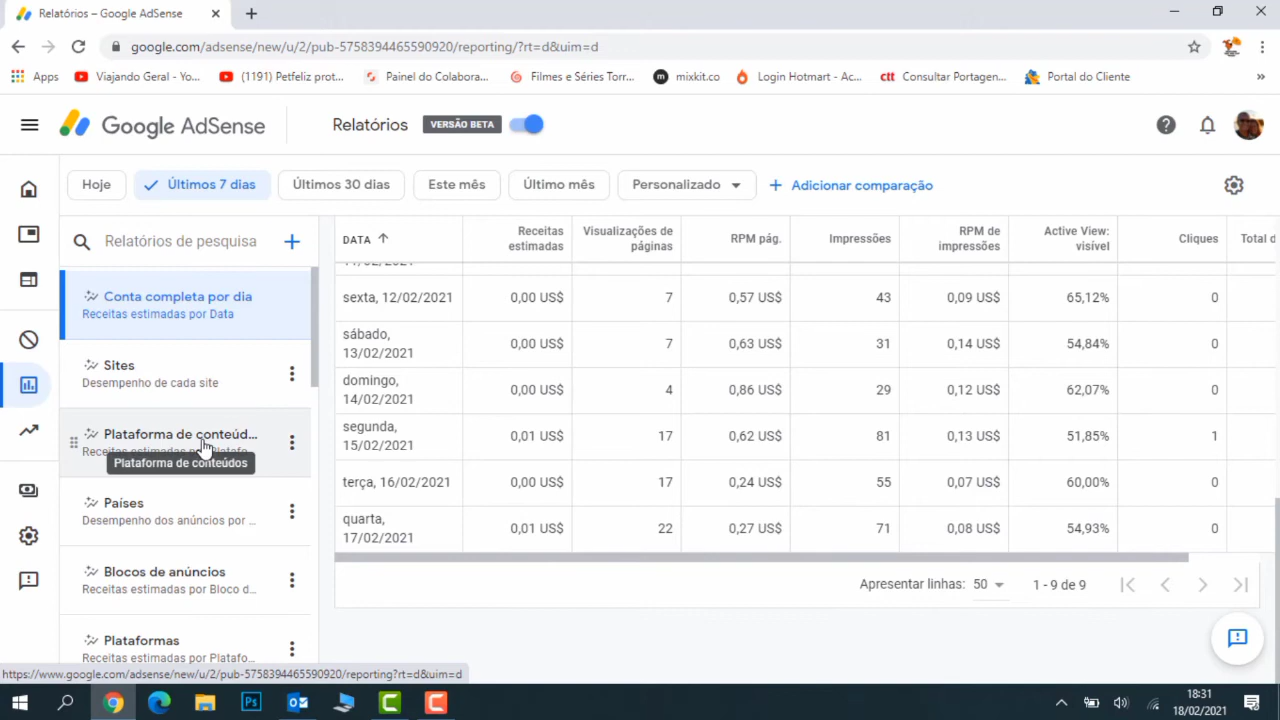 Relatórios – Google AdSense
google.com/adsense/new/u/2/pub-5758394465590920/reporting/?rt=d&uim=d
Apps
Viajando Geral - Yo...
(1191) Petfeliz prot...
Painel do Colabora...
Filmes e Séries Torr...
mixkit.co
Login Hotmart - Ac...
ctt
Consultar Portagen...
Portal do Cliente
Google AdSense
Relatórios
VERSÃO BETA
Hoje
Últimos 7 dias
Últimos 30 dias
Este mês
Último mês
Personalizado
Adicionar comparação
Relatórios de pesquisa
Conta completa por dia
Receitas estimadas por Data
Sites
Desempenho de cada site
Plataforma de conteúd...
Plataforma de conteúdos
Países
Desempenho dos anúncios por ...
Blocos de anúncios
Receitas estimadas por Bloco d...
Plataformas
Receitas estimadas por Platafo...
DATA
Receitas
estimadas
Visualizações de
páginas
RPM pág.
Impressões
RPM de
impressões
Active View:
visível
Cliques
Total d
sexta, 12/02/2021 0,00 US$ 7 0,57 US$ 43 0,09 US$ 65,12% 0
sábado,
13/02/2021 0,00 US$ 7 0,63 US$ 31 0,14 US$ 54,84% 0
domingo,
14/02/2021 0,00 US$ 4 0,86 US$ 29 0,12 US$ 62,07% 0
segunda,
15/02/2021 0,01 US$ 17 0,62 US$ 81 0,13 US$ 51,85% 1
terça, 16/02/2021 0,00 US$ 17 0,24 US$ 55 0,07 US$ 60,00% 0
quarta,
17/02/2021 0,01 US$ 22 0,27 US$ 71 0,08 US$ 54,93% 0
Apresentar linhas: 50
1 - 9 de 9
https://www.google.com/adsense/new/u/2/pub-5758394465590920/reporting?rt=d&uim=d
18:31
18/02/2021